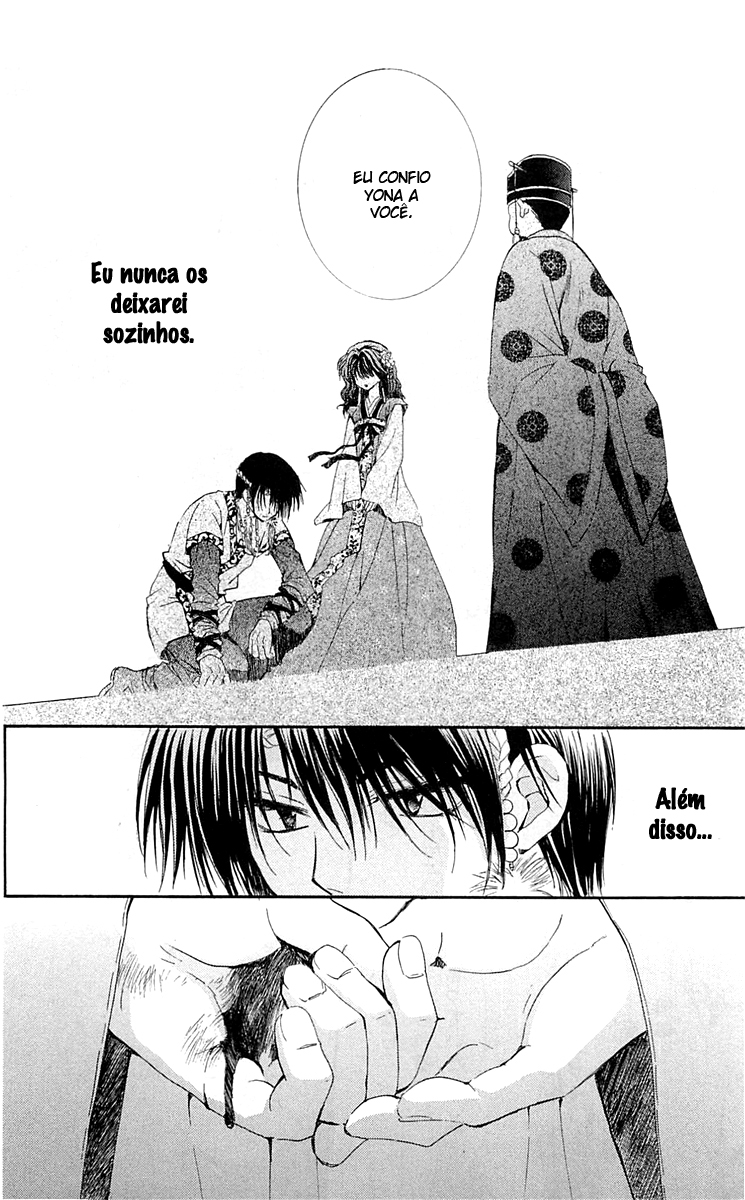 EU CONFIO
YONA A
VOCÊ.
Eu nunca os
deixarei
sozinhos.
Além
disso...